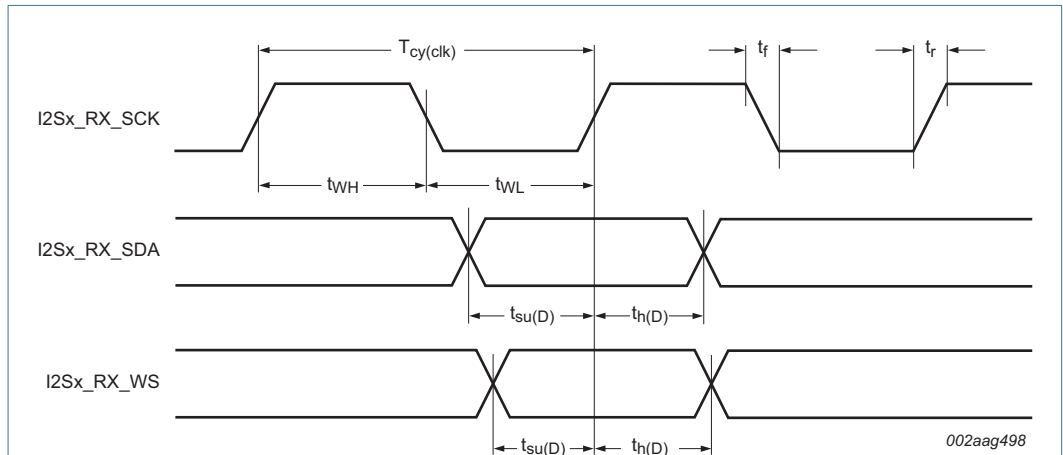 T_cy(clk)
t_f
t_r
I2Sx_RX_SCK
t_WH
t_WL
I2Sx_RX_SDA
t_su(D)
t_h(D)
I2Sx_RX_WS
t_su(D)
t_h(D)
002aag498